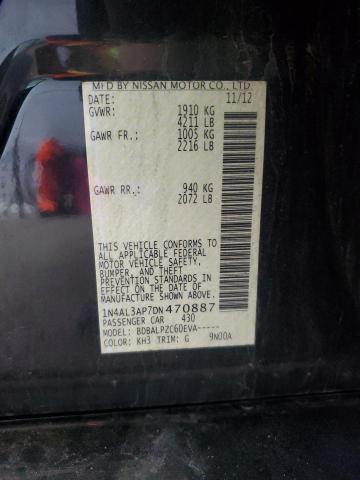 MFD BY NISSAN MOTOR CO., LTD.
DATE: 11/12
GVWR: 1910 KG
4211 LB
GAWR FR.: 1005 KG
2216 LB
GAWR RR.: 940 KG
2072 LB
THIS VEHICLE CONFORMS
TO ALL APPLICABLE FEDERAL
MOTOR VEHICLE SAFETY,
BUMPER, AND THEFT
PREVENTION STANDARDS
IN EFFECT ON THE DATE OF
MANUFACTURE SHOWN ABOVE.
1N4AL3AP7DN470887
PASSENGER CAR 430
MODEL: BDBALPZC6DEVA-----
COLOR: KH3 TRIM: G 9N00A